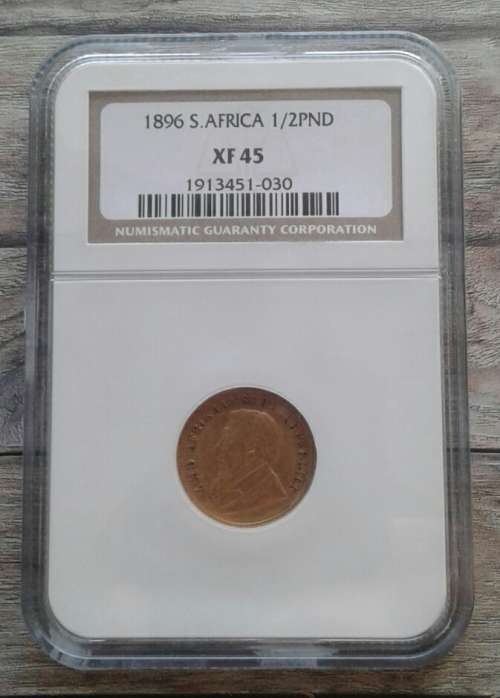 1896 S.AFRICA 1/2PND
XF 45
1913451-030
NUMISMATIC GUARANTY CORPORATION